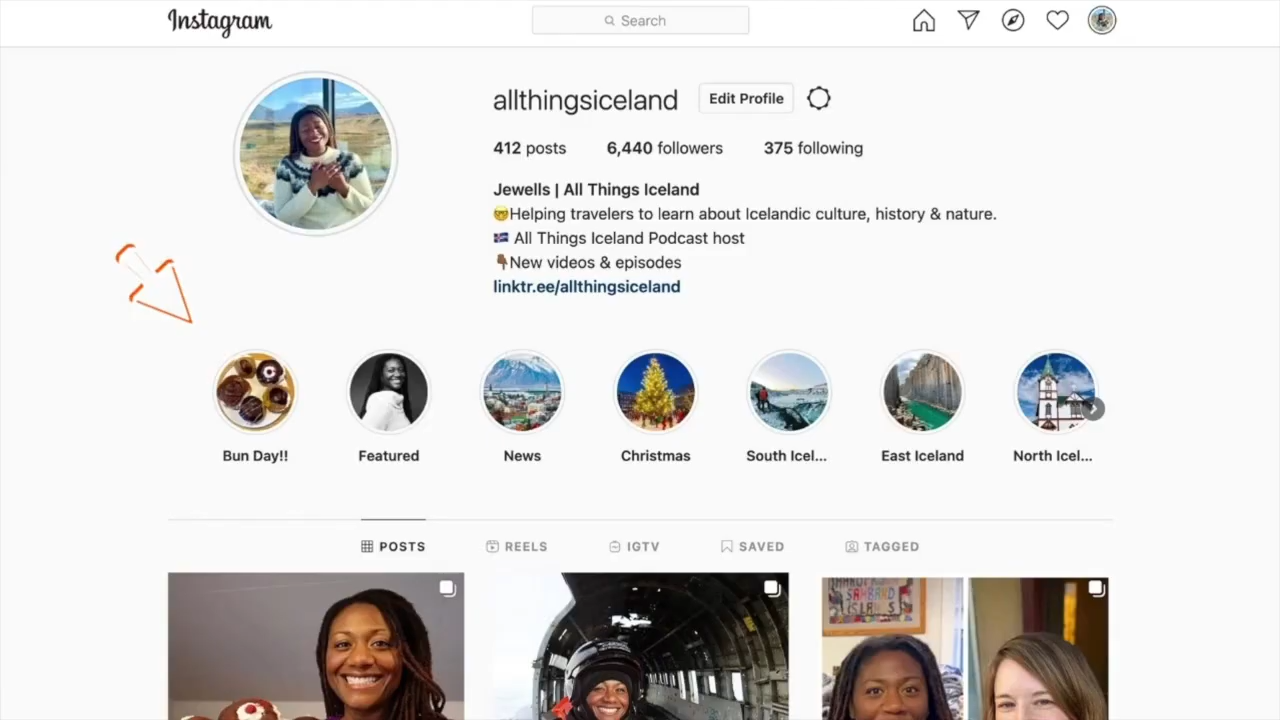 Instagram
Search
allthingsiceland
Edit Profile
412 posts 6,440 followers 375 following
Jewells | All Things Iceland
🤓Helping travelers to learn about Icelandic culture, history & nature.
🇮🇸 All Things Iceland Podcast host
👇🏾New videos & episodes
linktr.ee/allthingsiceland
Bun Day!! Featured News Christmas South Icel... East Iceland North Icel...
POSTS REELS IGTV SAVED TAGGED